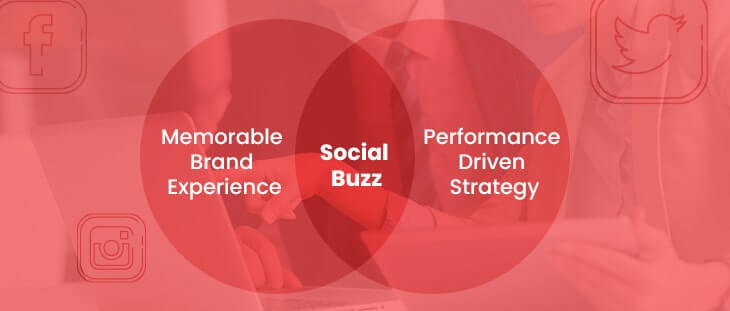 Memorable
Brand
Experience
Social
Buzz
Performance
Driven
Strategy